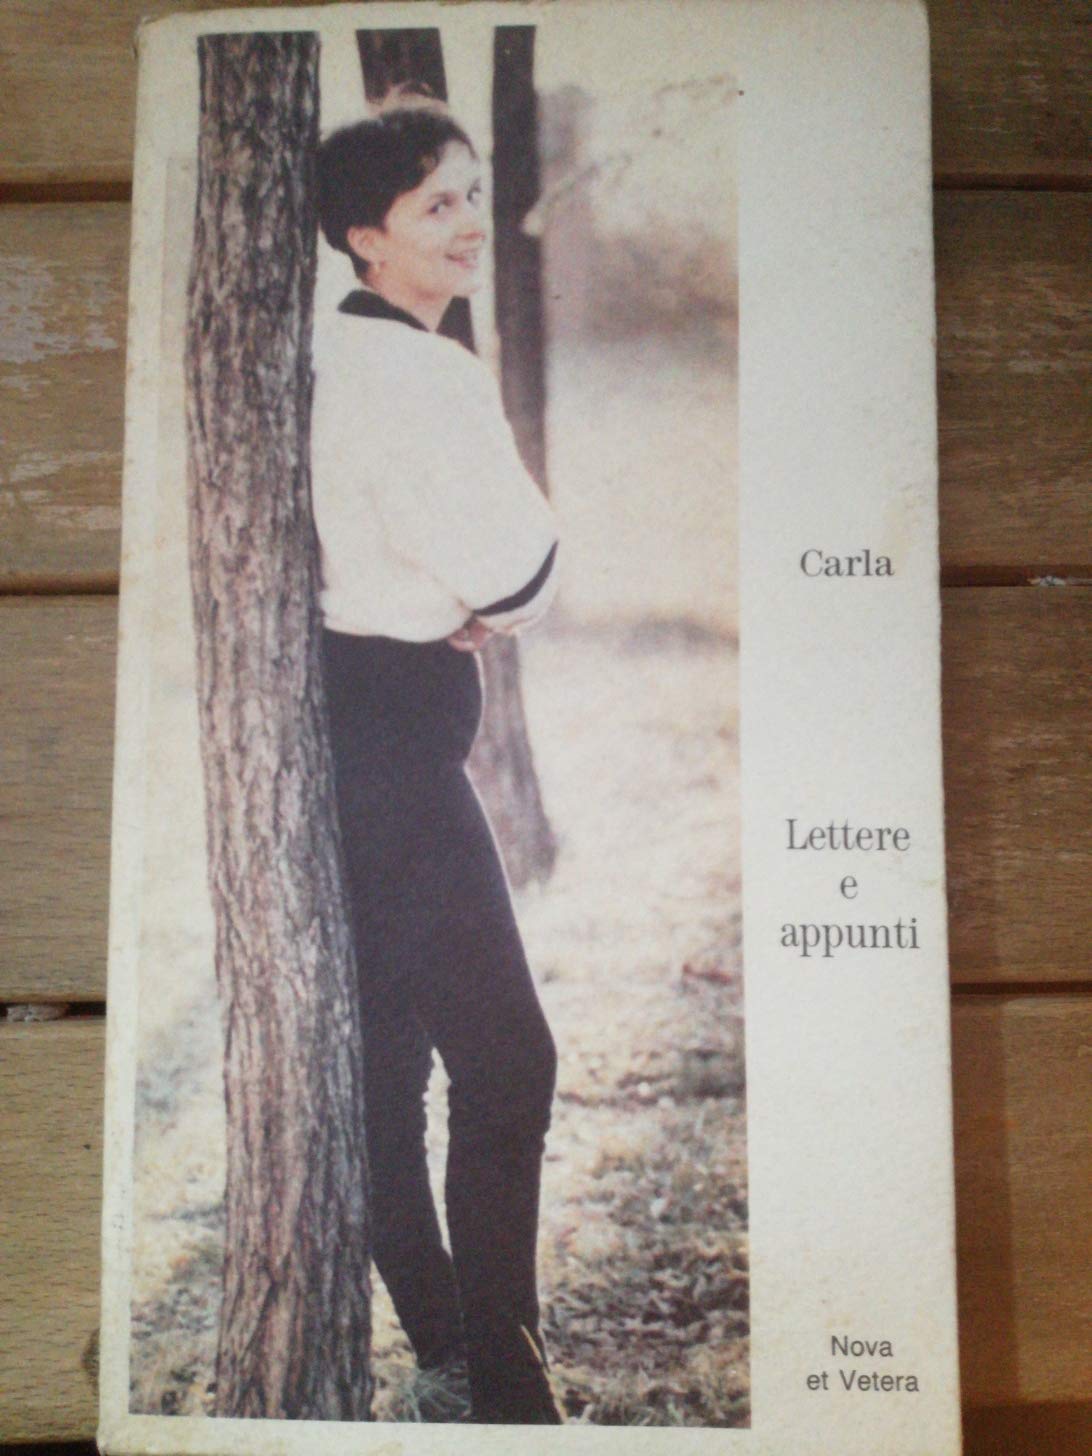 Carla
Lettere
e
appunti
Nova
et Vetera